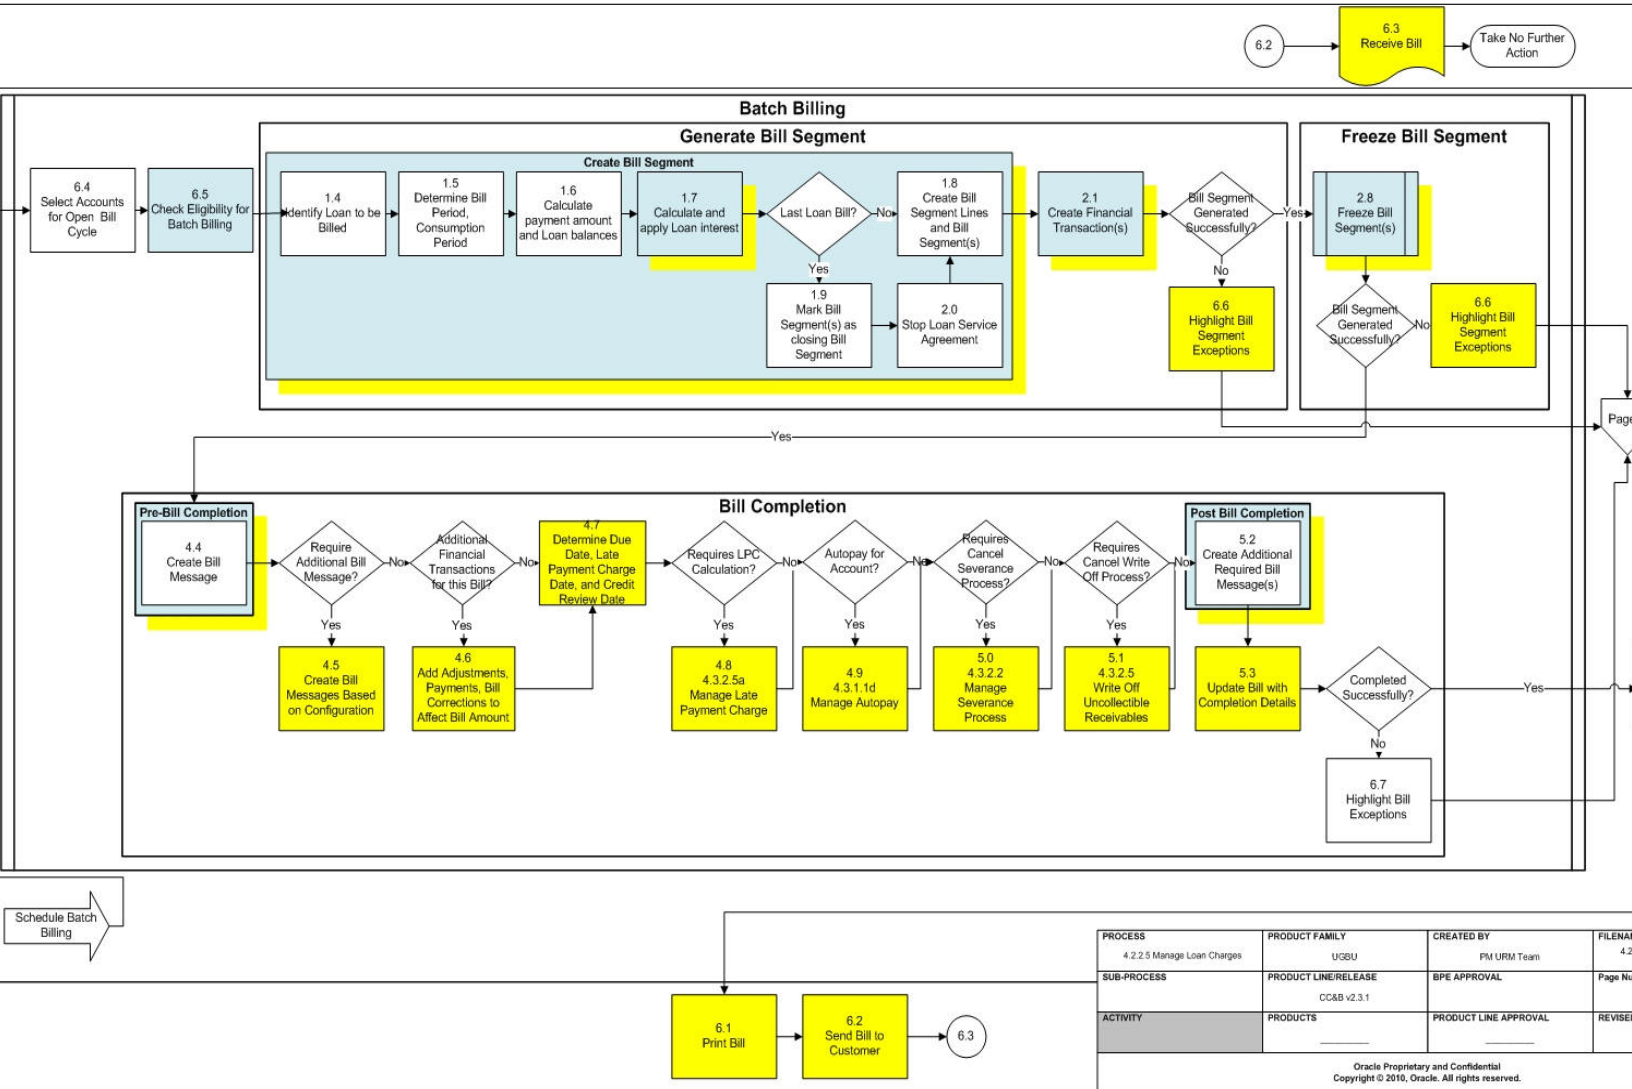 6.2
6.3
Receive Bill
Take No Further
Action
Batch Billing
Generate Bill Segment
Freeze Bill Segment
Create Bill Segment
6.4
Select Accounts
for Open Bill
Cycle
6.5
Check Eligibility for
Batch Billing
1.4
Identify Loan to be
Billed
1.5
Determine Bill
Period,
Consumption
Period
1.6
Calculate
payment amount
and Loan balances
1.7
Calculate and
apply Loan interest
Last Loan Bill?
No
Yes
1.8
Create Bill
Segment Lines
and Bill
Segment(s)
1.9
Mark Bill
Segment(s) as
closing Bill
Segment
2.0
Stop Loan Service
Agreement
2.1
Create Financial
Transaction(s)
Bill Segment
Generated
Successfully?
Yes
No
6.6
Highlight Bill
Segment
Exceptions
2.8
Freeze Bill
Segment(s)
Bill Segment
Generated
Successfully?
No
6.6
Highlight Bill
Segment
Exceptions
Page
Yes
Bill Completion
Pre-Bill Completion
4.4
Create Bill
Message
Require
Additional Bill
Message?
No
Yes
4.5
Create Bill
Messages Based
on Configuration
Additional
Financial
Transactions
for this Bill?
No
Yes
4.6
Add Adjustments,
Payments, Bill
Corrections to
Affect Bill Amount
4.7
Determine Due
Date, Late
Payment Charge
Date, and Credit
Review Date
Requires LPC
Calculation?
No
Yes
4.8
4.3.2.5a
Manage Late
Payment Charge
Autopay for
Account?
No
Yes
4.9
4.3.1.1d
Manage Autopay
Requires
Cancel
Severance
Process?
No
Yes
5.0
4.3.2.2
Manage
Severance
Process
Requires
Cancel Write
Off Process?
No
Yes
5.1
4.3.2.5
Write Off
Uncollectible
Receivables
Post Bill Completion
5.2
Create Additional
Required Bill
Message(s)
5.3
Update Bill with
Completion Details
Completed
Successfully?
Yes
No
6.7
Highlight Bill
Exceptions
Schedule Batch
Billing
6.1
Print Bill
6.2
Send Bill to
Customer
6.3
PROCESS
4.2.2.5 Manage Loan Charges
PRODUCT FAMILY
UGBU
CREATED BY
PM URM Team
FILENA
4.2
SUB-PROCESS
PRODUCT LINE/RELEASE
CC&B v2.3.1
BPE APPROVAL
Page Nu
ACTIVITY
PRODUCTS
PRODUCT LINE APPROVAL
REVISE
Oracle Proprietary and Confidential
Copyright © 2010, Oracle. All rights reserved.